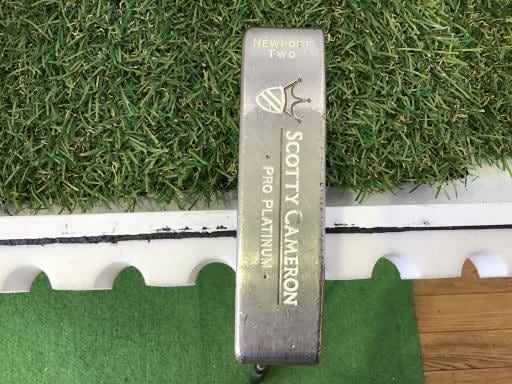 NEWPORT
TWO
SCOTTY CAMERON
• PRO PLATINUM •